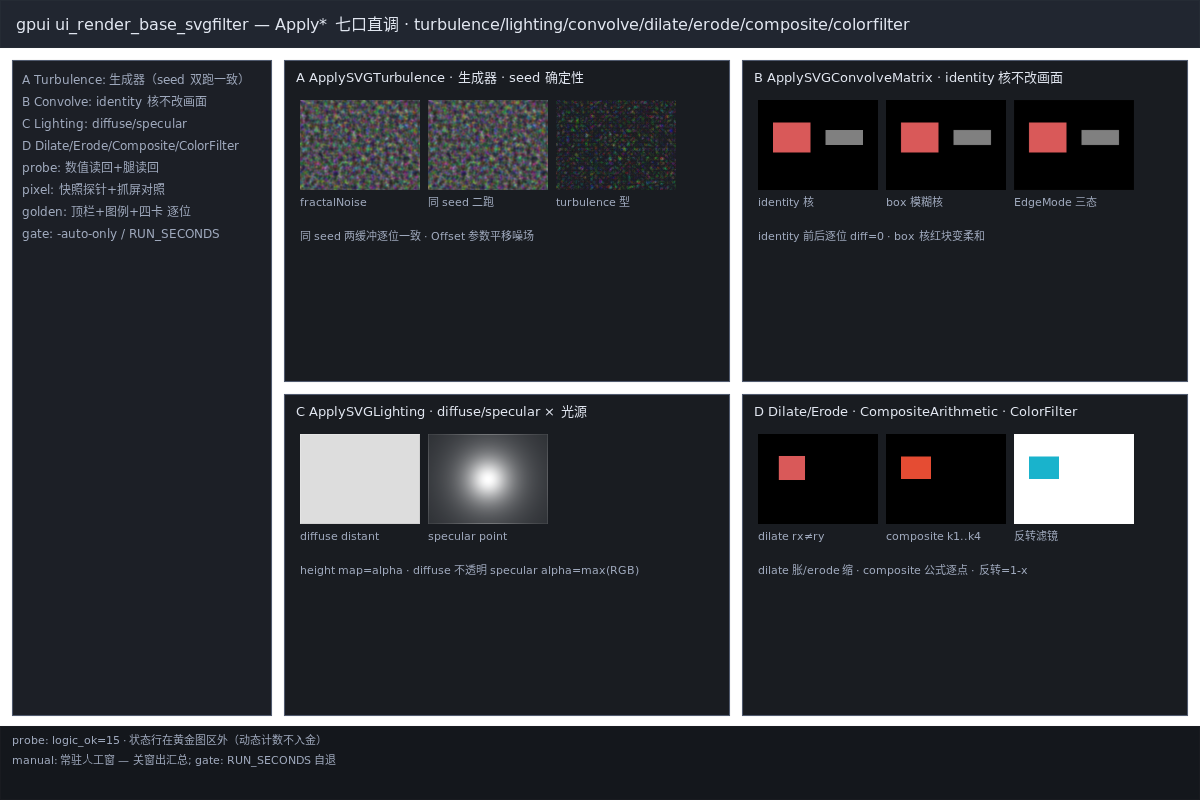 gpui ui_render_base_svgfilter — Apply* 七口直调 · turbulence/lighting/convolve/dilate/erode/composite/colorfilter
A Turbulence: 生成器（seed 双跑一致）
B Convolve: identity 核不改画面
C Lighting: diffuse/specular
D Dilate/Erode/Composite/ColorFilter
probe: 数值读回+腿读回
pixel: 快照探针+抓屏对照
golden: 顶栏+图例+四卡 逐位
gate: -auto-only / RUN_SECONDS
A ApplySVGTurbulence · 生成器 · seed 确定性
fractalNoise
同 seed 二跑
turbulence 型
同 seed 两缓冲逐位一致 · Offset 参数平移噪场
B ApplySVGConvolveMatrix · identity 核不改画面
identity 核
box 模糊核
EdgeMode 三态
identity 前后逐位 diff=0 · box 核红块变柔和
C ApplySVGLighting · diffuse/specular × 光源
diffuse distant
specular point
height map=alpha · diffuse 不透明 specular alpha=max(RGB)
D Dilate/Erode · CompositeArithmetic · ColorFilter
dilate rx≠ry
composite k1..k4
反转滤镜
dilate 胀/erode 缩 · composite 公式逐点 · 反转=1-x
probe: logic_ok=15 · 状态行在黄金图区外（动态计数不入金）
manual: 常驻人工窗 — 关窗出汇总; gate: RUN_SECONDS 自退